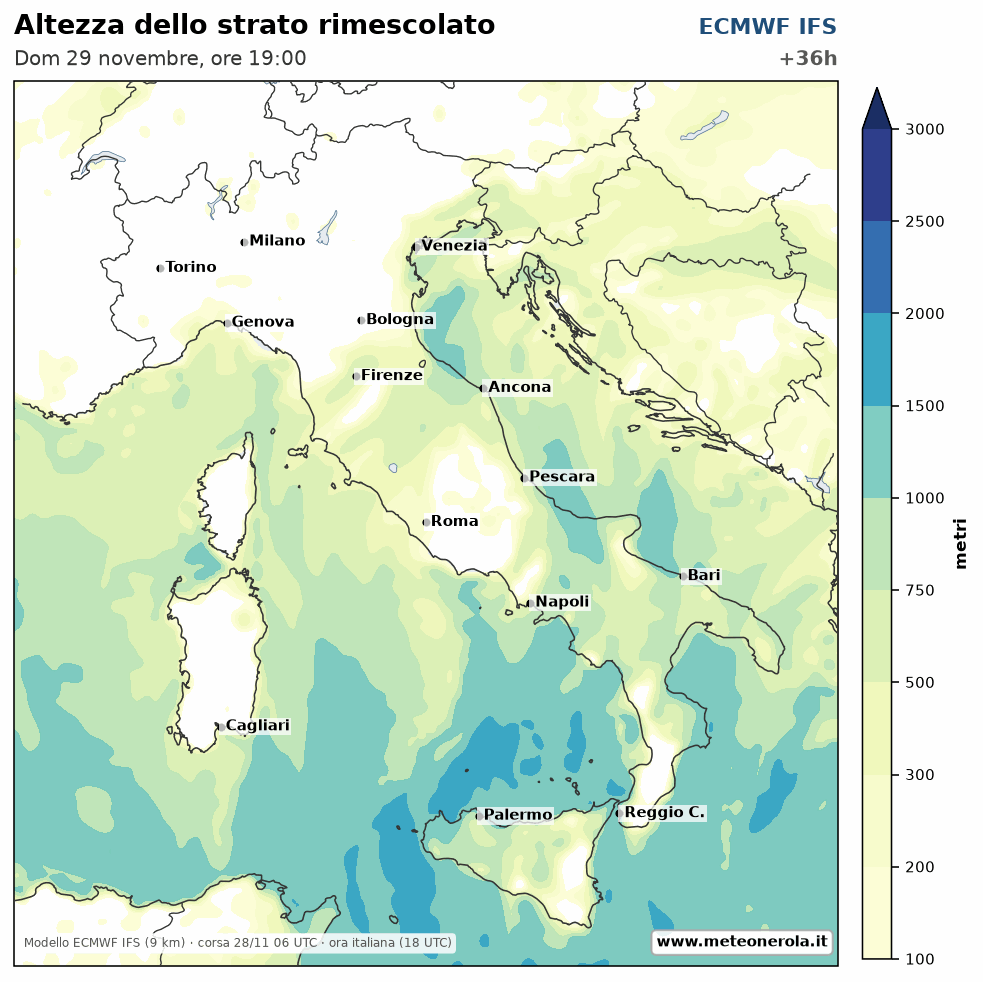 Altezza dello strato rimescolato
ECMWF IFS
Dom 29 novembre, ore 19:00
+36h
Milano
Venezia
Torino
Genova
Bologna
Firenze
Ancona
Pescara
Roma
Bari
Napoli
Cagliari
Palermo
Reggio C.
3000
2500
2000
1500
1000
750
500
300
200
100
metri
Modello ECMWF IFS (9 km) · corsa 28/11 06 UTC · ora italiana (18 UTC)
www.meteonerola.it